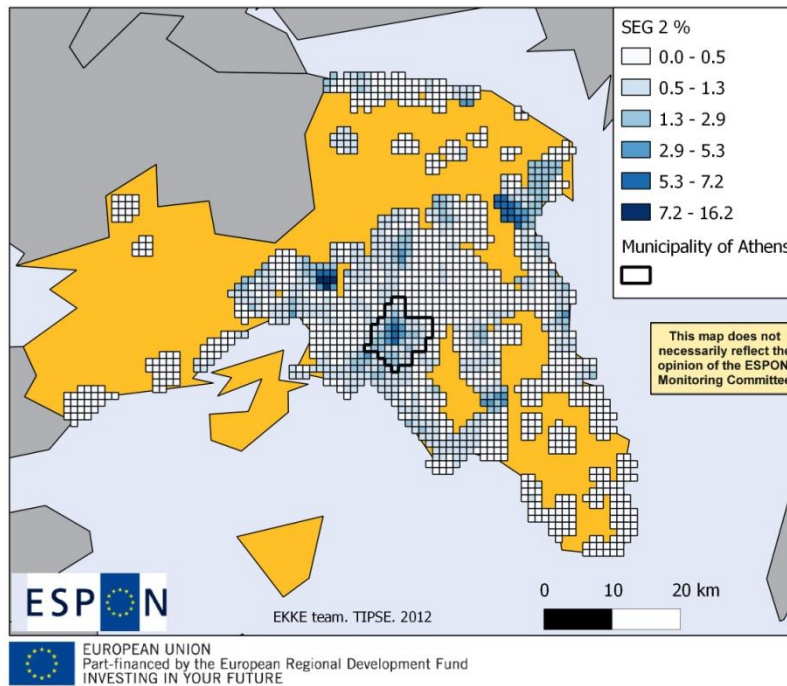 SEG 2 %
0.0 - 0.5
0.5 - 1.3
1.3 - 2.9
2.9 - 5.3
5.3 - 7.2
7.2 - 16.2
Municipality of Athens
This map does not
necessarily reflect the
opinion of the ESPON
Monitoring Committee
0 10 20 km
ESPON
EKKE team. TIPSE. 2012
EUROPEAN UNION
Part-financed by the European Regional Development Fund
INVESTING IN YOUR FUTURE